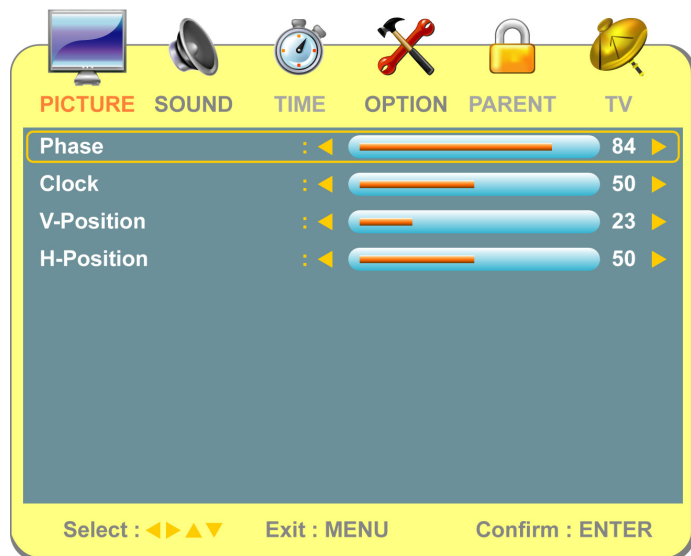 PICTURE SOUND TIME OPTION PARENT TV
Phase : 84
Clock : 50
V-Position : 23
H-Position : 50
Select : Exit : MENU Confirm : ENTER